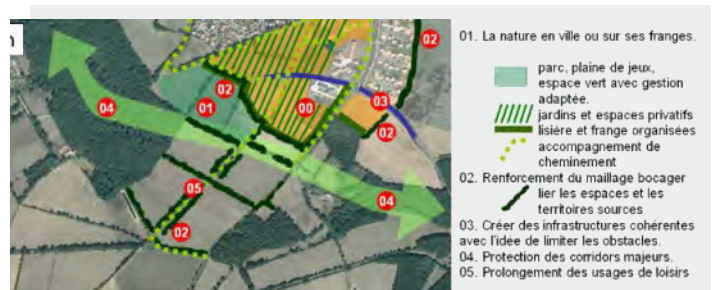 n
02
02
01
00
03
02
04
05
04
02
01. La nature en ville ou sur ses franges.
parc, plaine de jeux,
espace vert avec gestion
adaptée.
jardins et espaces privatifs
lisière et frange organisées
accompagnement de
cheminement
02. Renforcement du maillage bocager
lier les espaces et les
territoires sources
03. Créer des infrastructures cohérentes
avec l'idée de limiter les obstacles.
04. Protection des corridors majeurs.
05. Prolongement des usages de loisirs